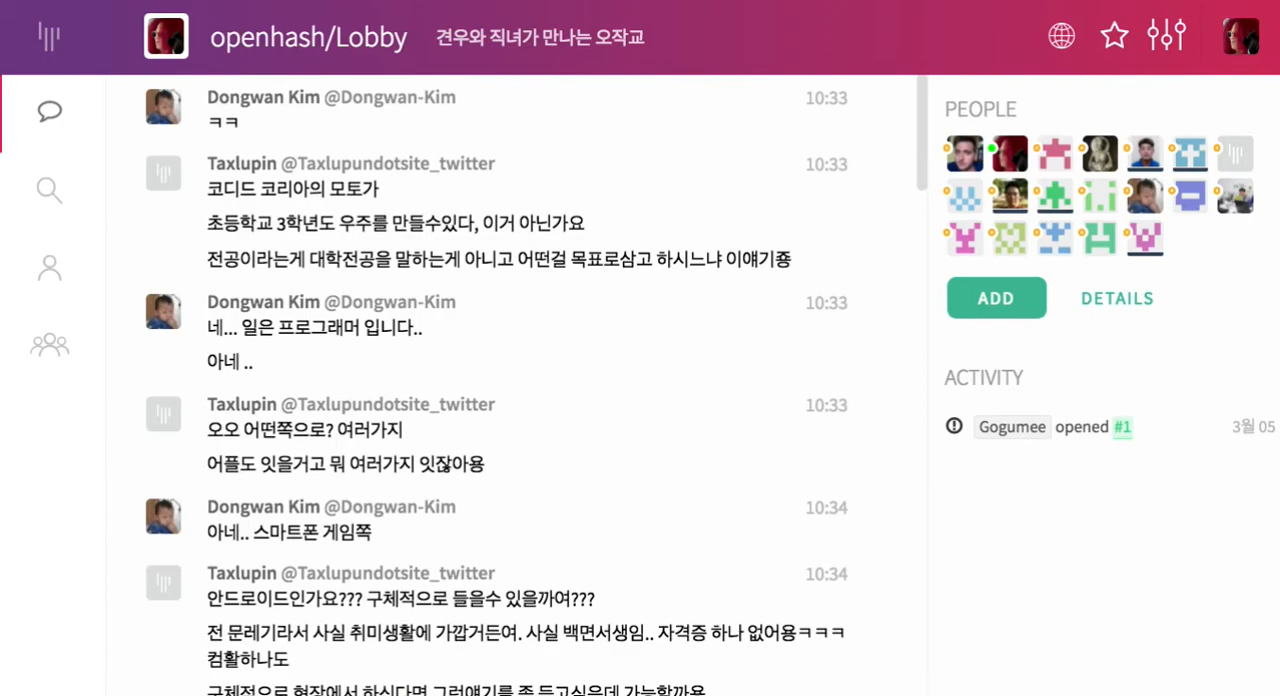 openhash/Lobby 견우와 직녀가 만나는 오작교
Dongwan Kim @Dongwan-Kim 10:33
ㅋㅋ
Taxlupin @Taxlupundotsite_twitter 10:33
코디드 코리아의 모토가
초등학교 3학년도 우주를 만들수있다, 이거 아닌가요
전공이라는게 대학전공을 말하는게 아니고 어떤걸 목표로삼고 하시느냐 이얘기죵
Dongwan Kim @Dongwan-Kim 10:33
네... 일은 프로그래머 입니다..
아네 ..
Taxlupin @Taxlupundotsite_twitter 10:33
오오 어떤쪽으로? 여러가지
어플도 잇을거고 뭐 여러가지 잇잖아용
Dongwan Kim @Dongwan-Kim 10:34
아네.. 스마트폰 게임쪽
Taxlupin @Taxlupundotsite_twitter 10:34
안드로이드인가요??? 구체적으로 들을수 있을까여???
전 문레기라서 사실 취미생활에 가깝거든여. 사실 백면서생임.. 자격증 하나 없어용ㅋㅋㅋ
컴활하나도
구체적으로 현장에서 하신다면 그런얘기를 좀 듣고싶은데 가능할까용
PEOPLE
ADD DETAILS
ACTIVITY
Gogumee opened #1 3월 05